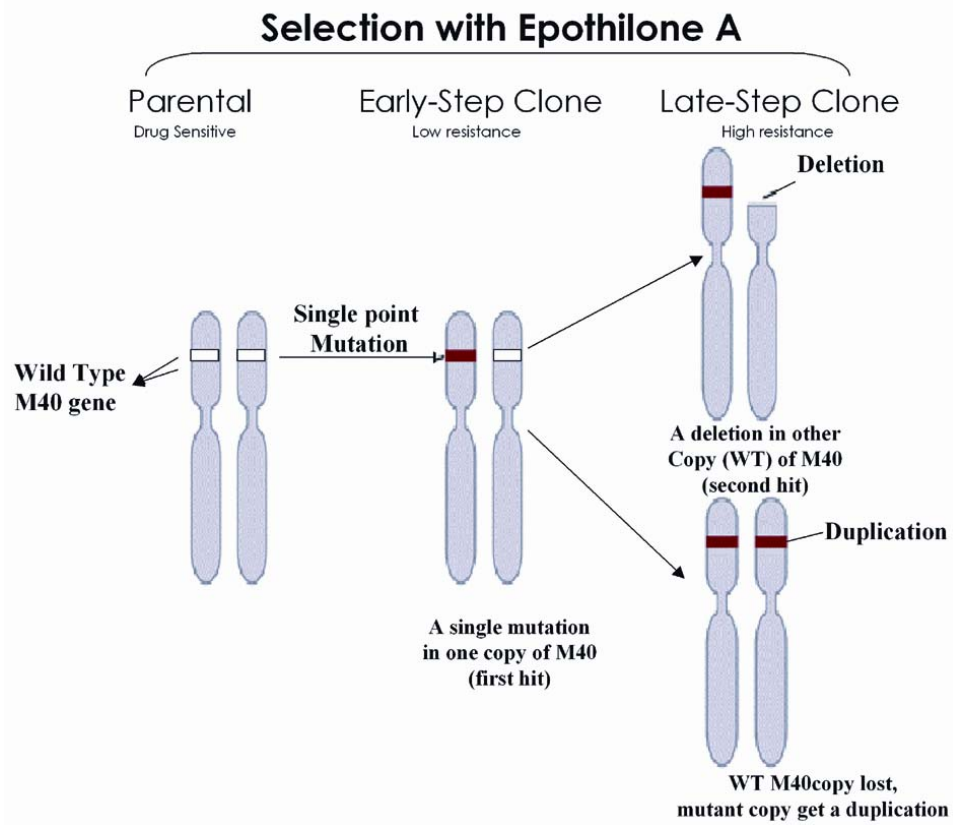 Selection with Epothilone A
Parental
Drug Sensitive
Early-Step Clone
Low resistance
Late-Step Clone
High resistance
Deletion
Single point
Mutation
Wild Type
M40 gene
A deletion in other
Copy (WT) of M40
(second hit)
Duplication
A single mutation
in one copy of M40
(first hit)
WT M40copy lost,
mutant copy get a duplication